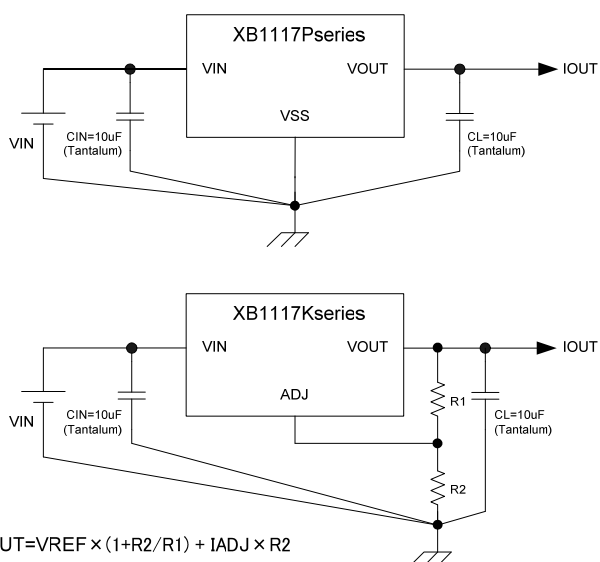 XB1117Pseries
VIN VOUT IOUT
VSS
VIN
CIN=10uF
(Tantalum)
CL=10uF
(Tantalum)
XB1117Kseries
VIN VOUT IOUT
ADJ
R1
VIN
CIN=10uF
(Tantalum)
CL=10uF
(Tantalum)
R2
UT=VREF×(1+R2/R1) + IADJ×R2